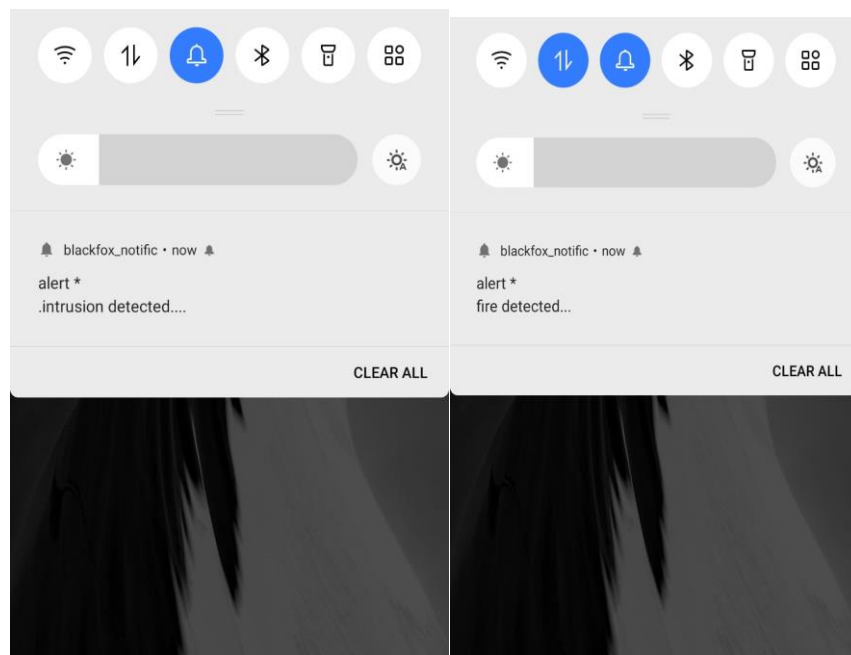 blackfox_notific • now
alert *
.intrusion detected....
CLEAR ALL
blackfox_notific • now
alert *
fire detected...
CLEAR ALL